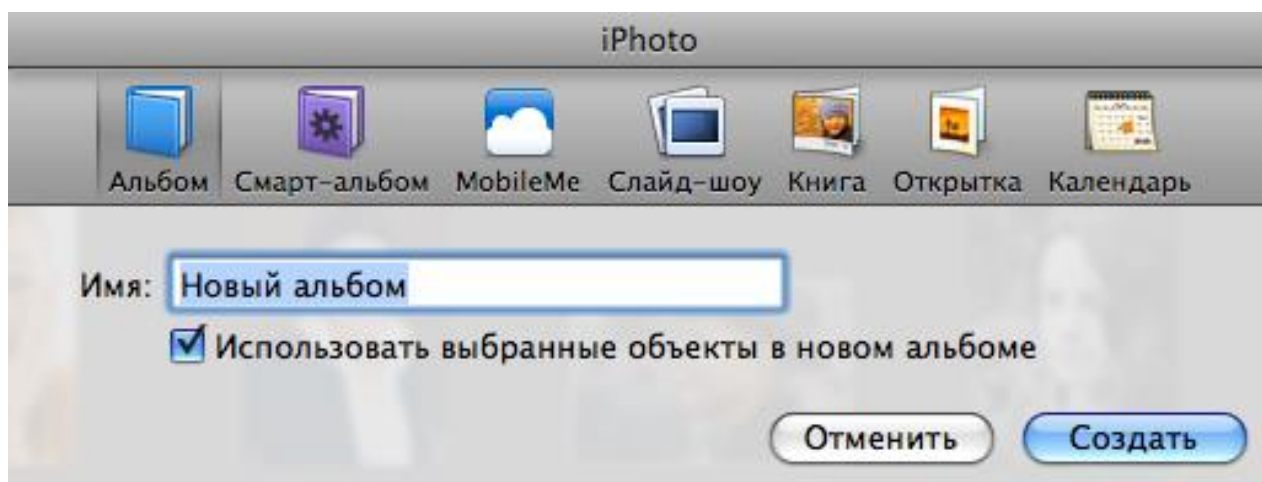 iPhoto
Альбом Смарт-альбом MobileMe Слайд-шоу Книга Открытка Календарь
Имя: Новый альбом
Использовать выбранные объекты в новом альбоме
Отменить Создать